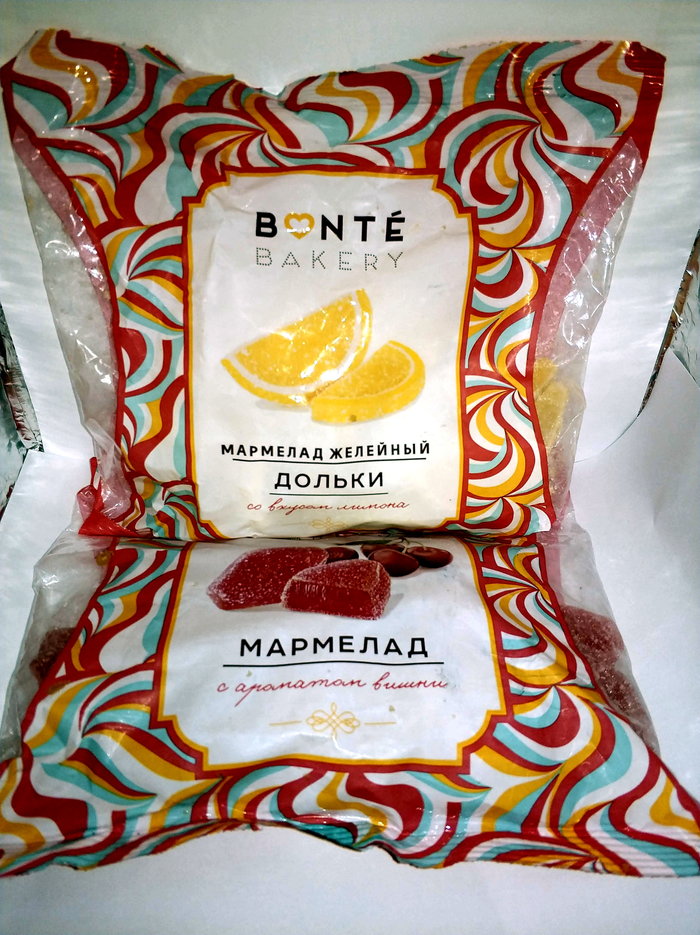 BONTÉ
BAKERY
МАРМЕЛАД ЖЕЛЕЙНЫЙ
ДОЛЬКИ
со вкусом лимона
МАРМЕЛАД
с ароматом вишни